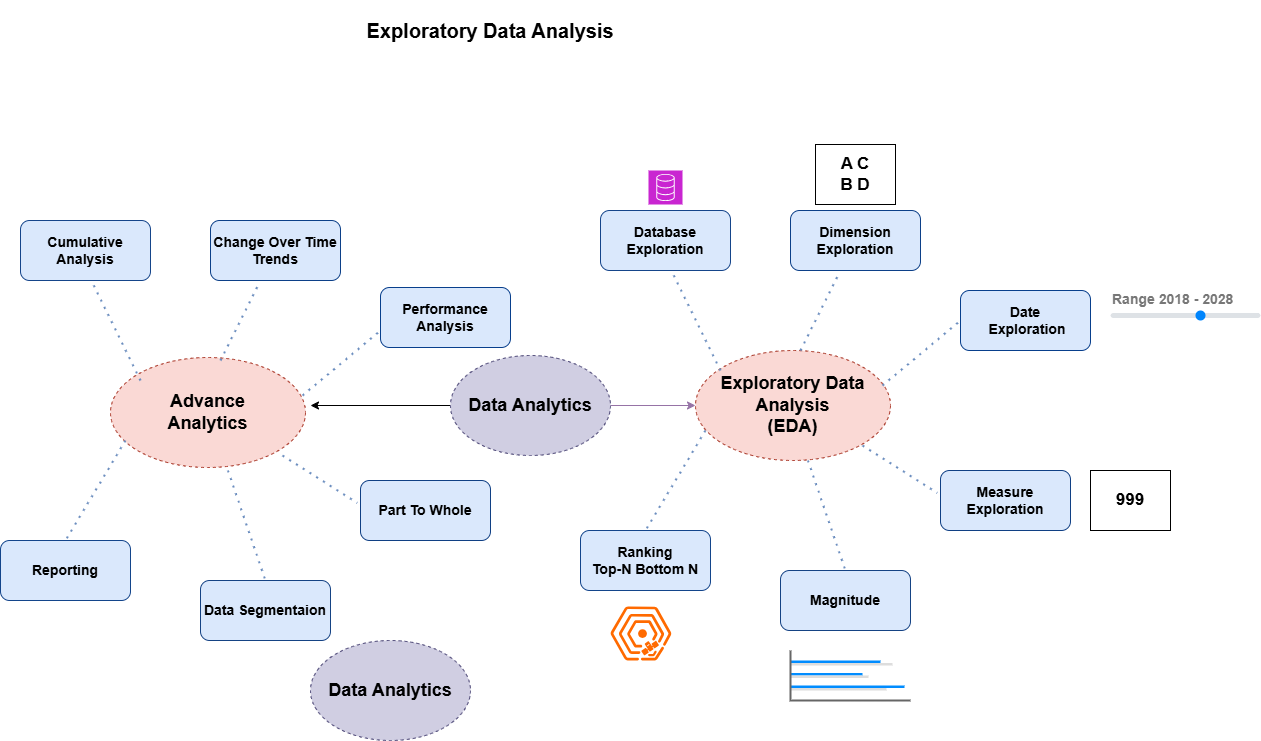 Exploratory Data Analysis
A C
B D
Database
Exploration
Dimension
Exploration
Cumulative
Analysis
Change Over Time
Trends
Performance
Analysis
Date
Exploration
Range 2018 - 2028
Advance
Analytics
Data Analytics
Exploratory Data
Analysis
(EDA)
Part To Whole
Measure
Exploration
999
Reporting
Data Segmentaion
Ranking
Top-N Bottom N
Magnitude
Data Analytics